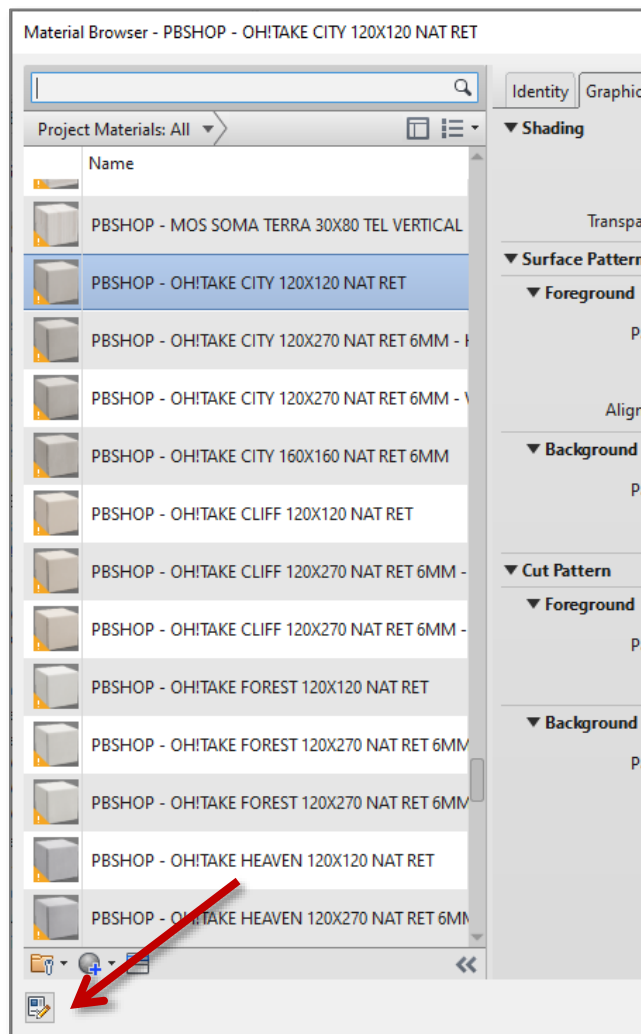 Material Browser - PBSHOP - OH!TAKE CITY 120X120 NAT RET
Project Materials: All
Name
PBSHOP - MOS SOMA TERRA 30X80 TEL VERTICAL
PBSHOP - OH!TAKE CITY 120X120 NAT RET
PBSHOP - OH!TAKE CITY 120X270 NAT RET 6MM -
PBSHOP - OH!TAKE CITY 120X270 NAT RET 6MM -
PBSHOP - OH!TAKE CITY 160X160 NAT RET 6MM
PBSHOP - OH!TAKE CLIFF 120X120 NAT RET
PBSHOP - OH!TAKE CLIFF 120X270 NAT RET 6MM -
PBSHOP - OH!TAKE CLIFF 120X270 NAT RET 6MM -
PBSHOP - OH!TAKE FOREST 120X120 NAT RET
PBSHOP - OH!TAKE FOREST 120X270 NAT RET 6MM
PBSHOP - OH!TAKE FOREST 120X270 NAT RET 6MM
PBSHOP - OH!TAKE HEAVEN 120X120 NAT RET
PBSHOP - OH!TAKE HEAVEN 120X270 NAT RET 6MM
Identity Graphic
Shading
Transpa
Surface Pattern
Foreground
P
Align
Background
P
Cut Pattern
Foreground
P
Background
P